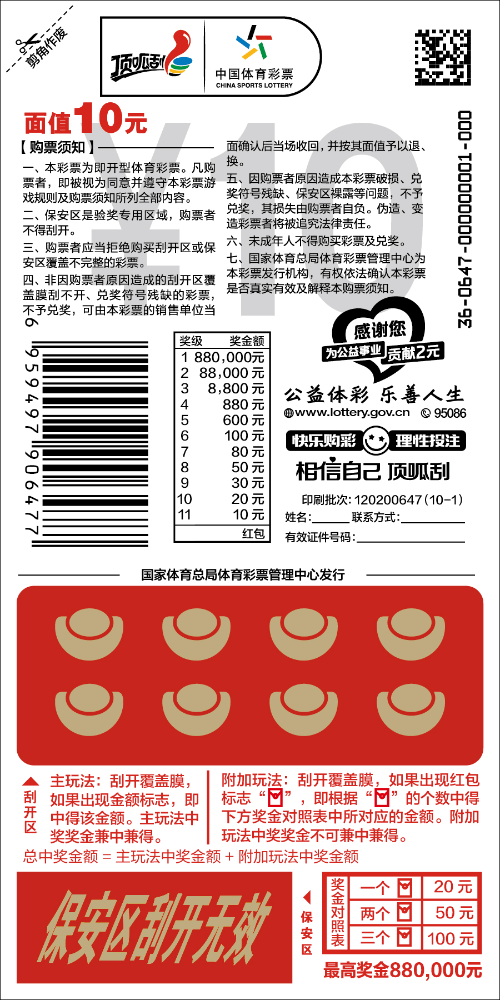 剪角作废
顶呱刮
中国体育彩票
CHINA SPORTS LOTTERY
¥10
面值10元
【购票须知】
一、本彩票为即开型体育彩票。凡购
票者，即被视为同意并遵守本彩票游
戏规则及购票须知所列全部内容。
二、保安区是验奖专用区域，购票者
不得刮开。
三、购票者应当拒绝购买刮开区或保
安区覆盖不完整的彩票。
四、非因购票者原因造成的刮开区覆
盖膜刮不开、兑奖符号残缺的彩票，
不予兑奖，可由本彩票的销售单位当
面确认后当场收回，并按其面值予以退、
换。
五、因购票者原因造成本彩票破损、兑
奖符号残缺、保安区裸露等问题，不予
兑奖，其损失由购票者自负。伪造、变
造彩票者将被追究法律责任。
六、未成年人不得购买彩票及兑奖。
七、国家体育总局体育彩票管理中心为
本彩票发行机构，有权依法确认本彩票
是否真实有效及解释本购票须知。
36-0647-000000001-000
6 959497 906477
奖级 奖金额
1 880,000元
2 88,000元
3 8,800元
4 880元
5 600元
6 100元
7 80元
8 50元
9 30元
10 20元
11 10元
红包
感谢您
为公益事业 贡献2元
公益体彩 乐善人生
www.lottery.gov.cn 95086
快乐购彩 理性投注
相信自己 顶呱刮
印刷批次：120200647（10-1）
姓名：______ 联系方式：________
有效证件号码：______________
国家体育总局体育彩票管理中心发行
刮开区
主玩法：刮开覆盖膜，
如果出现金额标志，即
中得该金额。主玩法中
奖奖金兼中兼得。
附加玩法：刮开覆盖膜，如果出现红包
标志“ ”，即根据“ ”的个数中得
下方奖金对照表中所对应的金额。附加
玩法中奖奖金不可兼中兼得。
总中奖金额 = 主玩法中奖金额 + 附加玩法中奖金额
保安区刮开无效
保安区
奖金对照表
一个 20 元
两个 50 元
三个 100 元
最高奖金880,000元